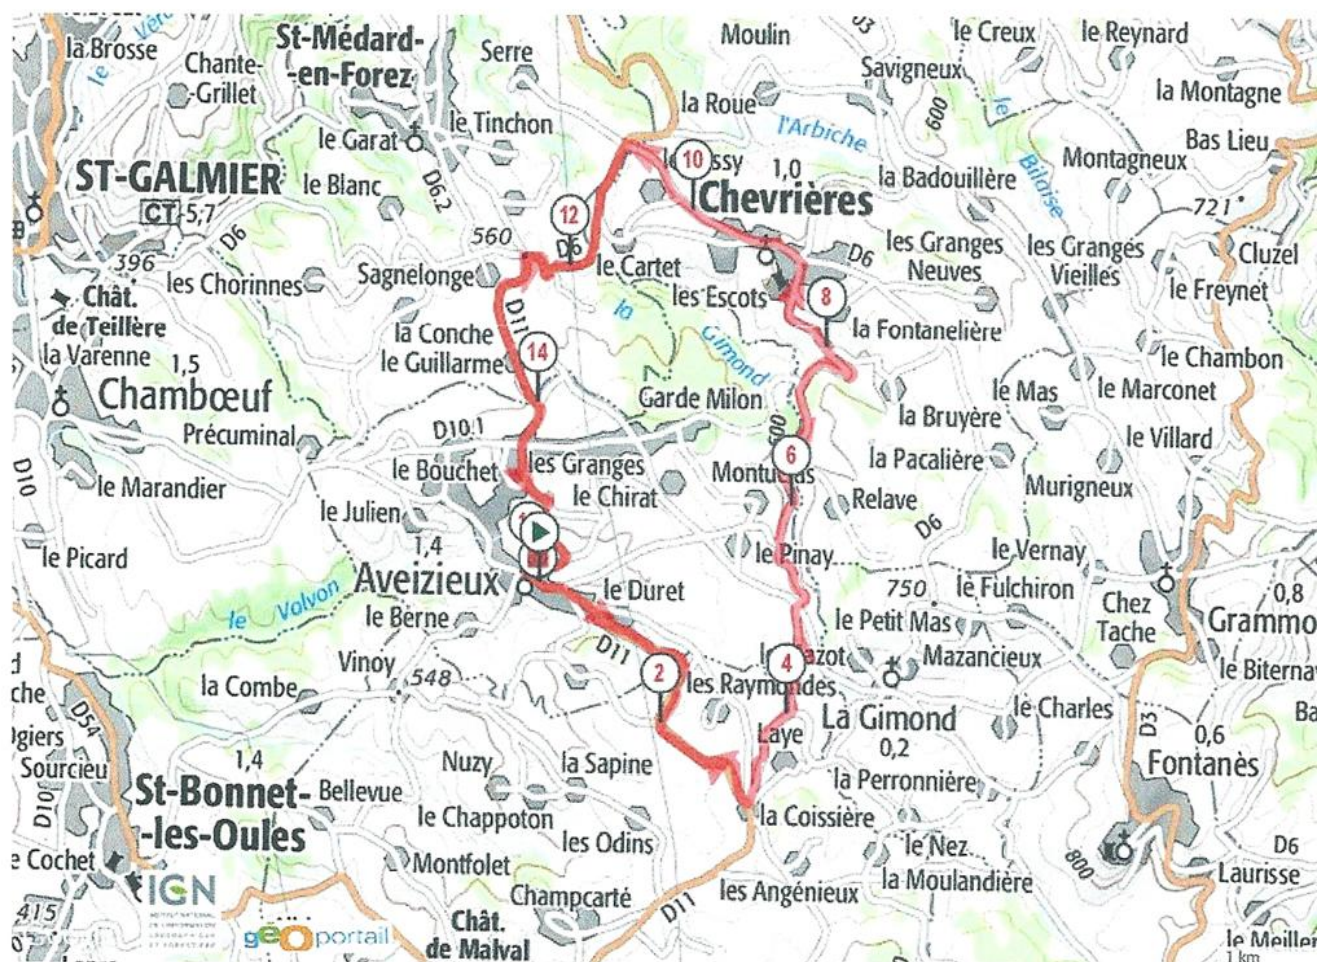 la Brosse
le
St-Médard-
-en-Forez
Serre
Moulin
D3
le Creux
le Reynard
Chante-
-Grillet
Savigneux
la Montagne
la Roue
600
le
le Garat
le Tinchon
l'Arbiche
Bas Lieu
Montagneux
ST-GALMIER
le Blanc
D6.2
10
1,0
la Badouillère
Bilaise
CT
5,7
D6
12
Chevrières
721
560
D6
les Granges
Neuves
les Granges
Vieilles
Cluzel
396
les Chorinnes
Sagnelonge
le Cartet
D6
Chât.
de Teillère
les Escots
8
le Freynet
la
la Conche
D11
la Fontanelière
la Varenne
1,5
le Guillarme
14
Gimond
le Chambon
Chambœuf
Garde Milon
le Mas
le Marconet
Précuminal
D10.1
600
la Bruyère
le Villard
D10
le Bouchet
les Granges
6
la Pacalière
le Marandier
le Chirat
Murigneux
le Julien
Relave
D6
1,4
le Picard
le Pinay
le Vernay
Aveizieux
le Duret
750
le Fulchiron
0,8
le Volvon
le Berne
D11
le Petit Mas
Chez
Tache
Grammo
Vinoy
2
4
Mazancieux
le Biterna
la Combe
548
les Raymondes
La Gimond
le Charles
D54
Laye
0,2
D3
0,6
Sourcieu
1,4
Nuzy
la Sapine
la Perronnière
Fontanès
D10
St-Bonnet-
-les-Oules
Bellevue
le Chappoton
la Coissière
les Odins
le Nez
800
D6
e Cochet
Montfolet
la Moulandière
Laurisse
IGN
Champcarté
les Angénieux
415
Chât.
de Malval
D11
géoportail
le Meiller
1 km